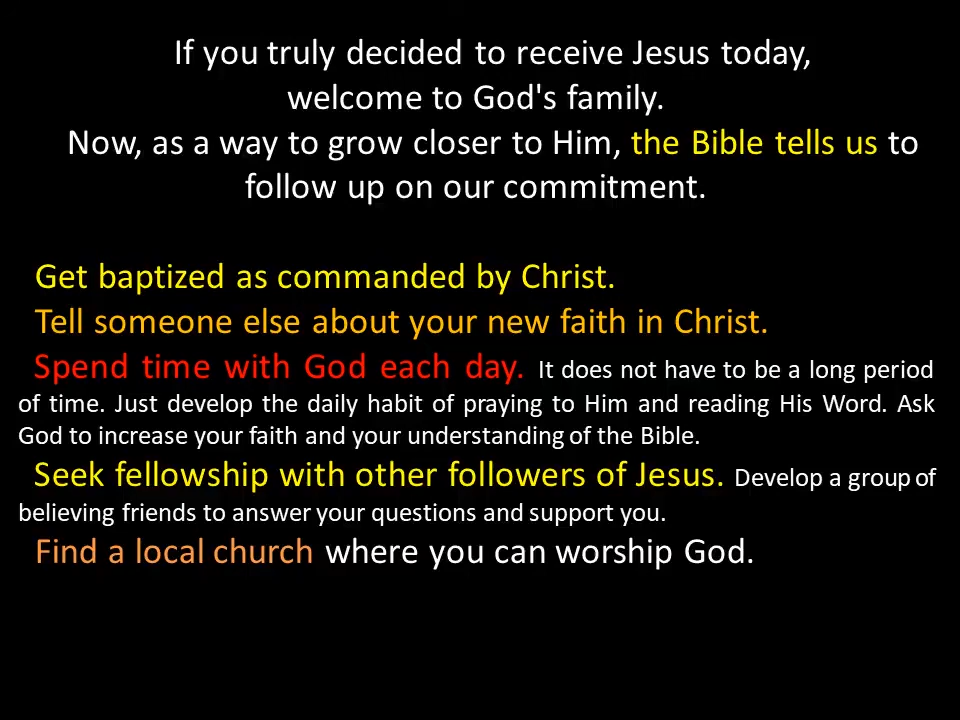 If you truly decided to receive Jesus today,
welcome to God's family.
Now, as a way to grow closer to Him, the Bible tells us to
follow up on our commitment.
Get baptized as commanded by Christ.
Tell someone else about your new faith in Christ.
Spend time with God each day. It does not have to be a long period
of time. Just develop the daily habit of praying to Him and reading His Word. Ask
God to increase your faith and your understanding of the Bible.
Seek fellowship with other followers of Jesus. Develop a group of
believing friends to answer your questions and support you.
Find a local church where you can worship God.